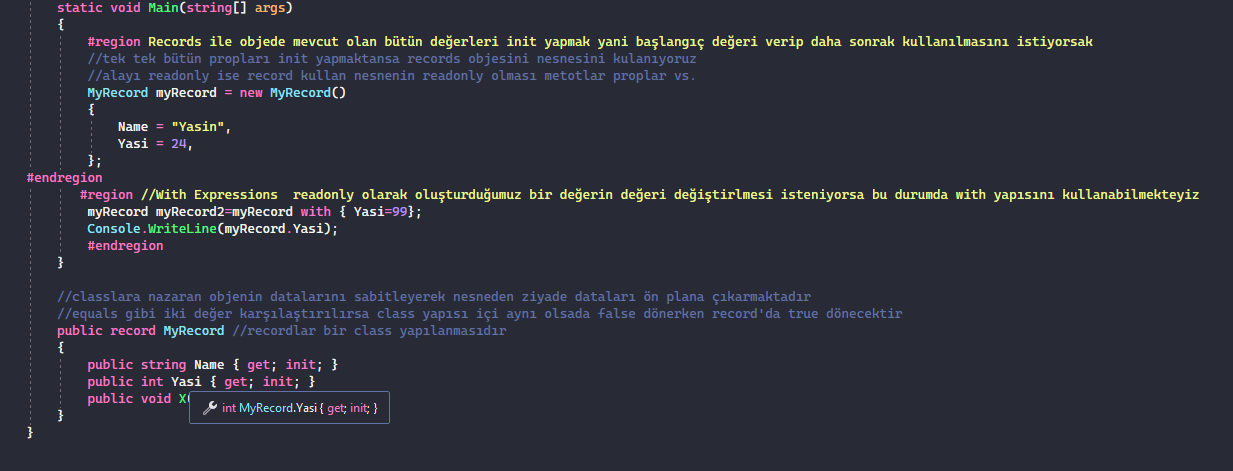 static void Main(string[] args)
{
#region Records ile objede mevcut olan bütün değerleri init yapmak yani başlangıç değeri verip daha sonrak kullanılmasını istiyorsak
//tek tek bütün propları init yapmaktansa records objesini nesnesini kulanıyoruz
//alayı readonly ise record kullan nesnenin readonly olması metotlar proplar vs.
MyRecord myRecord = new MyRecord()
{
Name = "Yasin",
Yasi = 24,
};
#endregion
#region //With Expressions  readonly olarak oluşturduğumuz bir değerin değeri değiştirlmesi isteniyorsa bu durumda with yapısını kullanabilmekteyiz
myRecord myRecord2=myRecord with { Yasi=99};
Console.WriteLine(myRecord.Yasi);
#endregion
}
//classlara nazaran objenin datalarını sabitleyerek nesneden ziyade dataları ön plana çıkarmaktadır
//equals gibi iki değer karşılaştırılırsa class yapısı içi aynı olsada false dönerken record'da true dönecektir
public record MyRecord //recordlar bir class yapılanmasıdır
{
public string Name { get; init; }
public int Yasi { get; init; }
public void X(
int MyRecord.Yasi { get; init; }
}
}